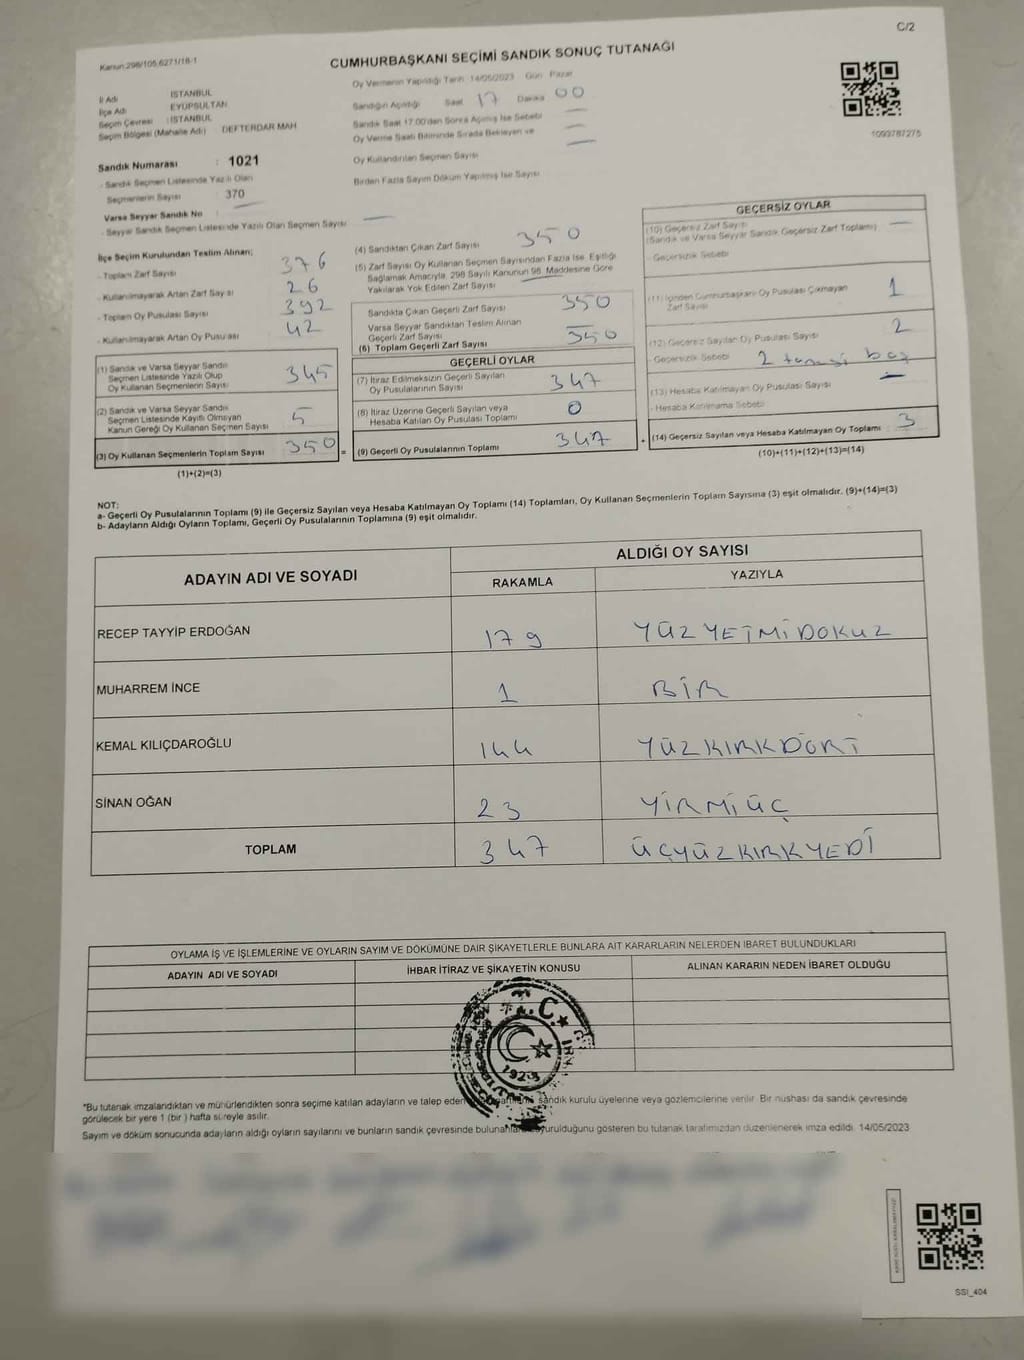 C/2
Kanun:298/105,6271/18-1
CUMHURBAŞKANI SEÇİMİ SANDIK SONUÇ TUTANAĞI
Oy Vermenin Yapıldığı Tarih: 14/05/2023 Gün: Pazar
İl Adı : İSTANBUL
İlçe Adı : EYÜPSULTAN
Seçim Çevresi : İSTANBUL
Seçim Bölgesi (Mahalle Adı) : DEFTERDAR MAH
Sandığın Açıldığı Saat 17 Dakika 00
Sandık Saat 17:00'den Sonra Açılmış İse Sebebi —
Oy Verme Saati Bitiminde Sırada Bekleyen ve
Oy Kullandırılan Seçmen Sayısı —
Birden Fazla Sayım Döküm Yapılmış İse Sayısı
1093787275
Sandık Numarası : 1021
- Sandık Seçmen Listesinde Yazılı Olan
Seçmenlerin Sayısı : 370
Varsa Seyyar Sandık No : —
- Seyyar Sandık Seçmen Listesinde Yazılı Olan Seçmen Sayısı : —
İlçe Seçim Kurulundan Teslim Alınan;
- Toplam Zarf Sayısı 376
- Kullanılmayarak Artan Zarf Sayısı 26
- Toplam Oy Pusulası Sayısı 392
- Kullanılmayarak Artan Oy Pusulası 42
(1) Sandık ve Varsa Seyyar Sandık
Seçmen Listesinde Yazılı Olup
Oy Kullanan Seçmenlerin Sayısı 345
(2) Sandık ve Varsa Seyyar Sandık
Seçmen Listesinde Kayıtlı Olmayan
Kanun Gereği Oy Kullanan Seçmen Sayısı 5
(3) Oy Kullanan Seçmenlerin Toplam Sayısı 350
(1)+(2)=(3)
(4) Sandıktan Çıkan Zarf Sayısı 350
(5) Zarf Sayısı Oy Kullanan Seçmen Sayısından Fazla İse, Eşitliği
Sağlamak Amacıyla, 298 Sayılı Kanunun 98. Maddesine Göre
Yakılarak Yok Edilen Zarf Sayısı —
Sandıkta Çıkan Geçerli Zarf Sayısı 350
Varsa Seyyar Sandıktan Teslim Alınan
Geçerli Zarf Sayısı —
(6) Toplam Geçerli Zarf Sayısı 350
=
GEÇERLİ OYLAR
(7) İtiraz Edilmeksizin Geçerli Sayılan
Oy Pusulalarının Sayısı 347
(8) İtiraz Üzerine Geçerli Sayılan veya
Hesaba Katılan Oy Pusulası Toplamı 0
(9) Geçerli Oy Pusulalarının Toplamı 347
+
GEÇERSİZ OYLAR
(10) Geçersiz Zarf Sayısı —
(Sandık ve Varsa Seyyar Sandık Geçersiz Zarf Toplamı)
- Geçersizlik Sebebi
(11) İçinden Cumhurbaşkanı Oy Pusulası Çıkmayan
Zarf Sayısı 1
(12) Geçersiz Sayılan Oy Pusulası Sayısı 2
- Geçersizlik Sebebi 2 tanesi boş
(13) Hesaba Katılmayan Oy Pusulası Sayısı —
- Hesaba Katılmama Sebebi
(14) Geçersiz Sayılan veya Hesaba Katılmayan Oy Toplamı 3
(10)+(11)+(12)+(13)=(14)
NOT:
a- Geçerli Oy Pusulalarının Toplamı (9) ile Geçersiz Sayılan veya Hesaba Katılmayan Oy Toplamı (14) Toplamları, Oy Kullanan Seçmenlerin Toplam Sayısına (3) eşit olmalıdır. (9)+(14)=(3)
b- Adayların Aldığı Oyların Toplamı, Geçerli Oy Pusulalarının Toplamına (9) eşit olmalıdır.
ADAYIN ADI VE SOYADI
ALDIĞI OY SAYISI
RAKAMLA YAZIYLA
RECEP TAYYİP ERDOĞAN 179 YÜZYETMİDOKUZ
MUHARREM İNCE 1 BİR
KEMAL KILIÇDAROĞLU 144 YÜZKIRKDÖRT
SİNAN OĞAN 23 YİRMİÜÇ
TOPLAM 347 ÜÇYÜZKIRKYEDİ
OYLAMA İŞ VE İŞLEMLERİNE VE OYLARIN SAYIM VE DÖKÜMÜNE DAİR ŞİKAYETLERLE BUNLARA AİT KARARLARIN NELERDEN İBARET BULUNDUKLARI
ADAYIN ADI VE SOYADI İHBAR İTİRAZ VE ŞİKAYETİN KONUSU ALINAN KARARIN NEDEN İBARET OLDUĞU
T.C.
1923
*Bu tutanak imzalandıktan ve mühürlendikten sonra seçime katılan adayların ve talep eden sandık kurulu üyelerine veya gözlemcilerine verilir. Bir nüshası da sandık çevresinde
görülecek bir yere 1 (bir) hafta süreyle asılır.
Sayım ve döküm sonucunda adayların aldığı oyların sayılarını ve bunların sandık çevresinde bulunanlara duyurulduğunu gösteren bu tutanak tarafımızdan düzenlenerek imza edildi. 14/05/2023
SSI_404